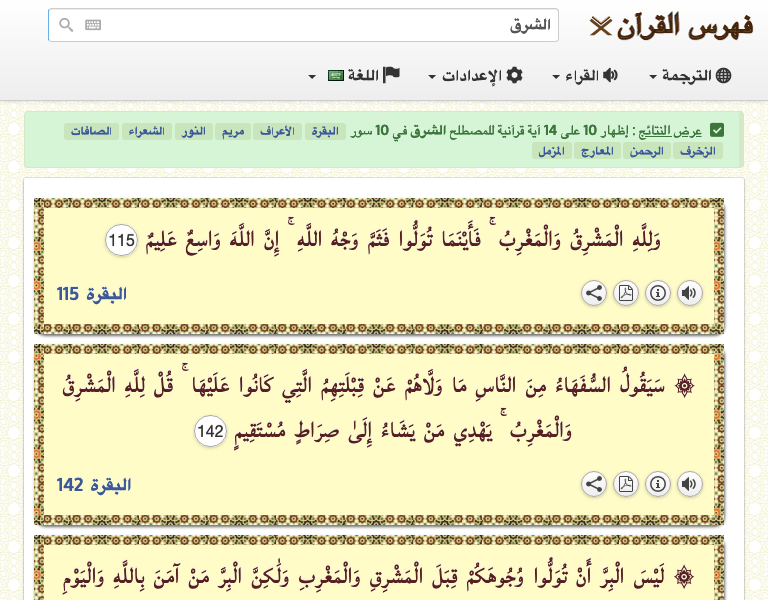 فهرس القرآن
الشرق
الترجمة القراء الإعدادات اللغة
عرض النتائج : إظهار 10 على 14 آية قرآنية للمصطلح الشرق في 10 سور البقرة الأعراف مريم النور الشعراء الصافات
الزخرف الرحمن المعارج المزمل
وَلِلَّهِ الْمَشْرِقُ وَالْمَغْرِبُ ۚ فَأَيْنَمَا تُوَلُّوا فَثَمَّ وَجْهُ اللَّهِ ۚ إِنَّ اللَّهَ وَاسِعٌ عَلِيمٌ 115
البقرة 115
۞ سَيَقُولُ السُّفَهَاءُ مِنَ النَّاسِ مَا وَلَّاهُمْ عَنْ قِبْلَتِهِمُ الَّتِي كَانُوا عَلَيْهَا ۚ قُلْ لِلَّهِ الْمَشْرِقُ
وَالْمَغْرِبُ ۚ يَهْدِي مَنْ يَشَاءُ إِلَىٰ صِرَاطٍ مُسْتَقِيمٍ 142
البقرة 142
۞ لَيْسَ الْبِرَّ أَنْ تُوَلُّوا وُجُوهَكُمْ قِبَلَ الْمَشْرِقِ وَالْمَغْرِبِ وَلَٰكِنَّ الْبِرَّ مَنْ آمَنَ بِاللَّهِ وَالْيَوْمِ